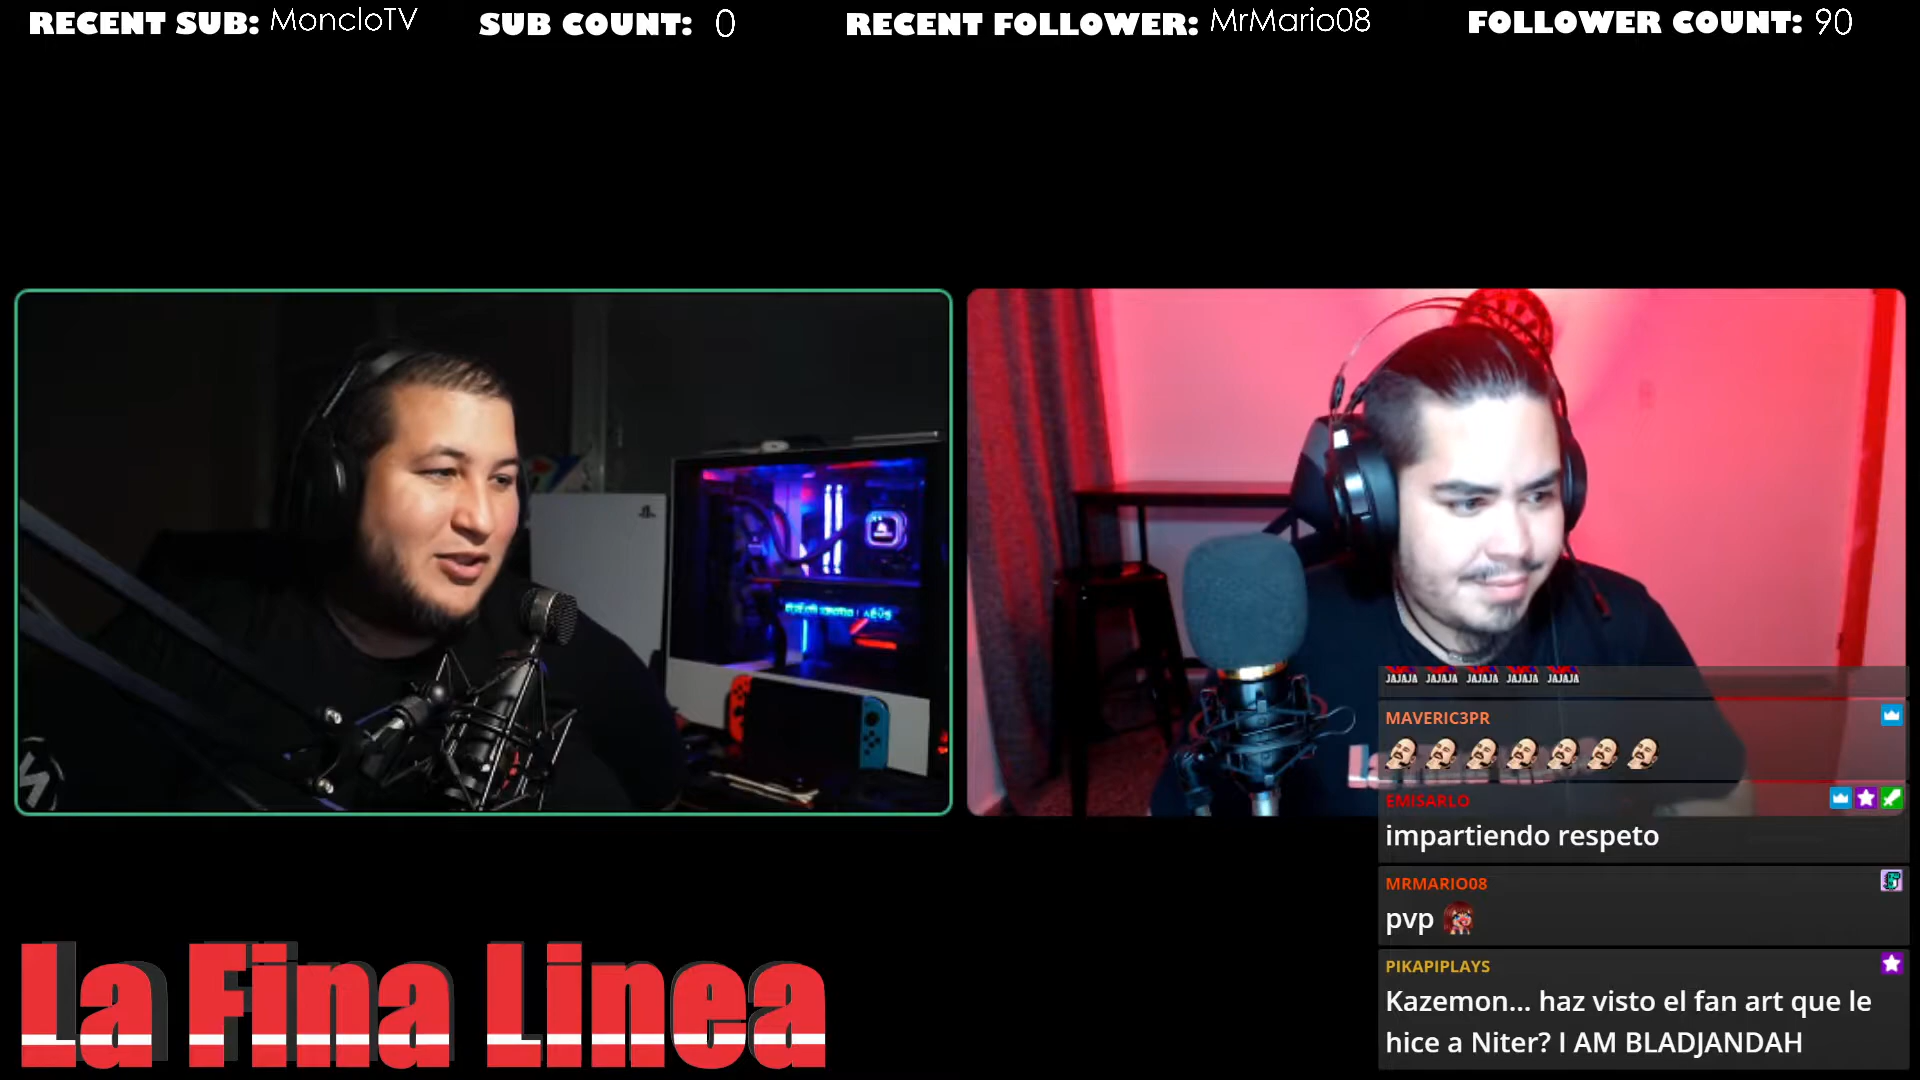 RECENT SUB: MoncloTV
SUB COUNT: 0
RECENT FOLLOWER: MrMario08
FOLLOWER COUNT: 90
JAJAJA JAJAJA JAJAJA JAJAJA JAJAJA
MAVERIC3PR
EMISARLO
impartiendo respeto
MRMARIO08
pvp
PIKAPIPLAYS
Kazemon... haz visto el fan art que le
hice a Niter? I AM BLADJANDAH
La Fina Linea